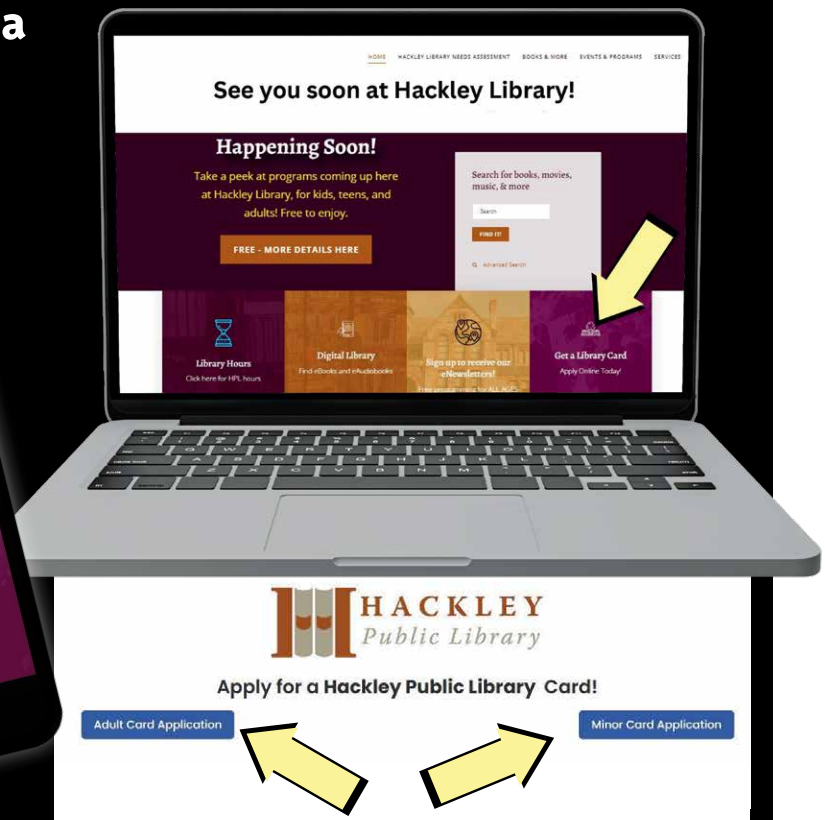 a
HOME HACKLEY LIBRARY NEEDS ASSESSMENT BOOKS & MORE EVENTS & PROGRAMS SERVICES
See you soon at Hackley Library!
Happening Soon!
Take a peek at programs coming up here
at Hackley Library, for kids, teens, and
adults! Free to enjoy.
FREE - MORE DETAILS HERE
Search for books, movies,
music, & more
Search
FIND IT!
Advanced Search
Library Hours
Click here for HPL hours
Digital Library
Find eBooks and eAudiobooks
Sign up to receive our
eNewsletters!
Get a Library Card
Apply Online Today!
HACKLEY
Public Library
Apply for a Hackley Public Library Card!
Adult Card Application
Minor Card Application